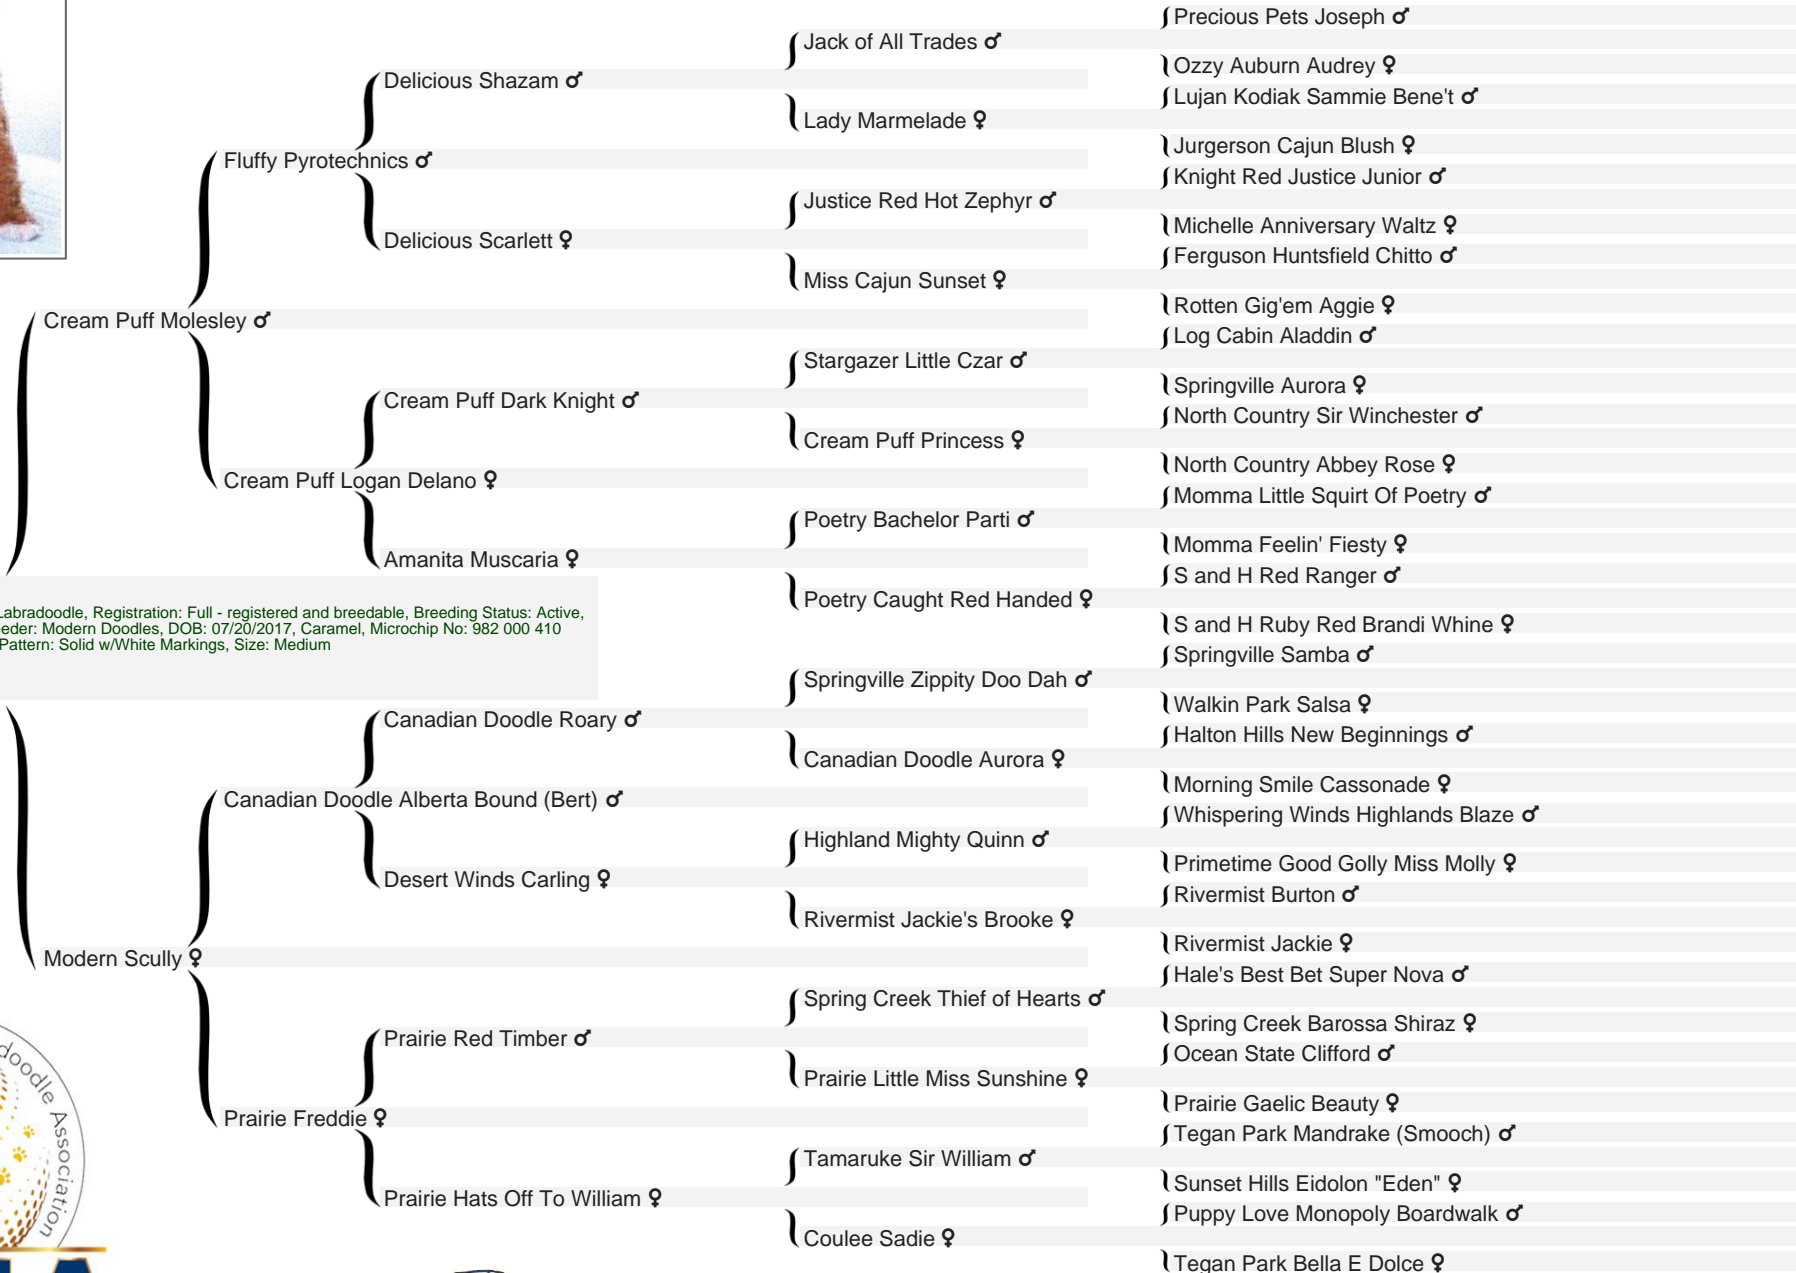 Precious Pets Joseph ♂
Jack of All Trades ♂
Ozzy Auburn Audrey ♀
Delicious Shazam ♂
Lujan Kodiak Sammie Bene't ♂
Lady Marmelade ♀
Jurgerson Cajun Blush ♀
Fluffy Pyrotechnics ♂
Knight Red Justice Junior ♂
Justice Red Hot Zephyr ♂
Michelle Anniversary Waltz ♀
Delicious Scarlett ♀
Ferguson Huntsfield Chitto ♂
Miss Cajun Sunset ♀
Rotten Gig'em Aggie ♀
Cream Puff Molesley ♂
Log Cabin Aladdin ♂
Stargazer Little Czar ♂
Springville Aurora ♀
Cream Puff Dark Knight ♂
North Country Sir Winchester ♂
Cream Puff Princess ♀
North Country Abbey Rose ♀
Cream Puff Logan Delano ♀
Momma Little Squirt Of Poetry ♂
Poetry Bachelor Parti ♂
Momma Feelin' Fiesty ♀
Amanita Muscaria ♀
S and H Red Ranger ♂
Poetry Caught Red Handed ♀
S and H Ruby Red Brandi Whine ♀
Labradoodle, Registration: Full - registered and breedable, Breeding Status: Active,
eder: Modern Doodles, DOB: 07/20/2017, Caramel, Microchip No: 982 000 410
Pattern: Solid w/White Markings, Size: Medium
Springville Samba ♂
Springville Zippity Doo Dah ♂
Walkin Park Salsa ♀
Canadian Doodle Roary ♂
Halton Hills New Beginnings ♂
Canadian Doodle Aurora ♀
Morning Smile Cassonade ♀
Canadian Doodle Alberta Bound (Bert) ♂
Whispering Winds Highlands Blaze ♂
Highland Mighty Quinn ♂
Primetime Good Golly Miss Molly ♀
Desert Winds Carling ♀
Rivermist Burton ♂
Rivermist Jackie's Brooke ♀
Rivermist Jackie ♀
Modern Scully ♀
Hale's Best Bet Super Nova ♂
Spring Creek Thief of Hearts ♂
Spring Creek Barossa Shiraz ♀
Prairie Red Timber ♂
Ocean State Clifford ♂
Prairie Little Miss Sunshine ♀
Prairie Gaelic Beauty ♀
Prairie Freddie ♀
Tegan Park Mandrake (Smooch) ♂
Tamaruke Sir William ♂
Sunset Hills Eidolon "Eden" ♀
Prairie Hats Off To William ♀
Puppy Love Monopoly Boardwalk ♂
Coulee Sadie ♀
Tegan Park Bella E Dolce ♀
doodle Association